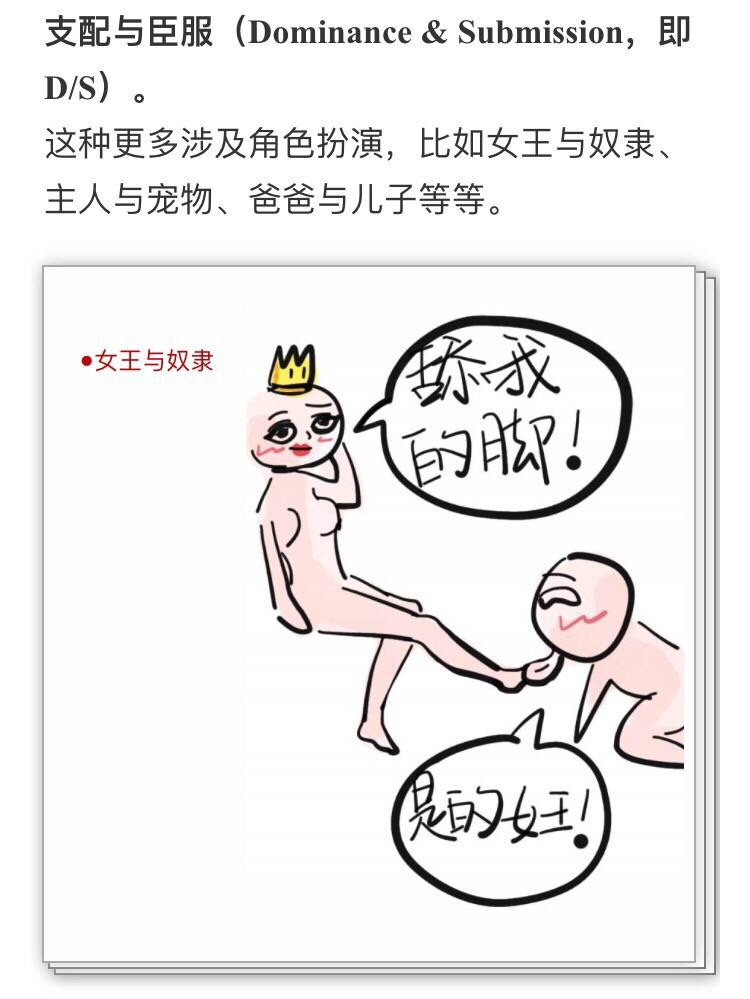 支配与臣服（Dominance & Submission，即
D/S）。
这种更多涉及角色扮演，比如女王与奴隶、
主人与宠物、爸爸与儿子等等。
●女王与奴隶
舔我
的脚！
是的女王！